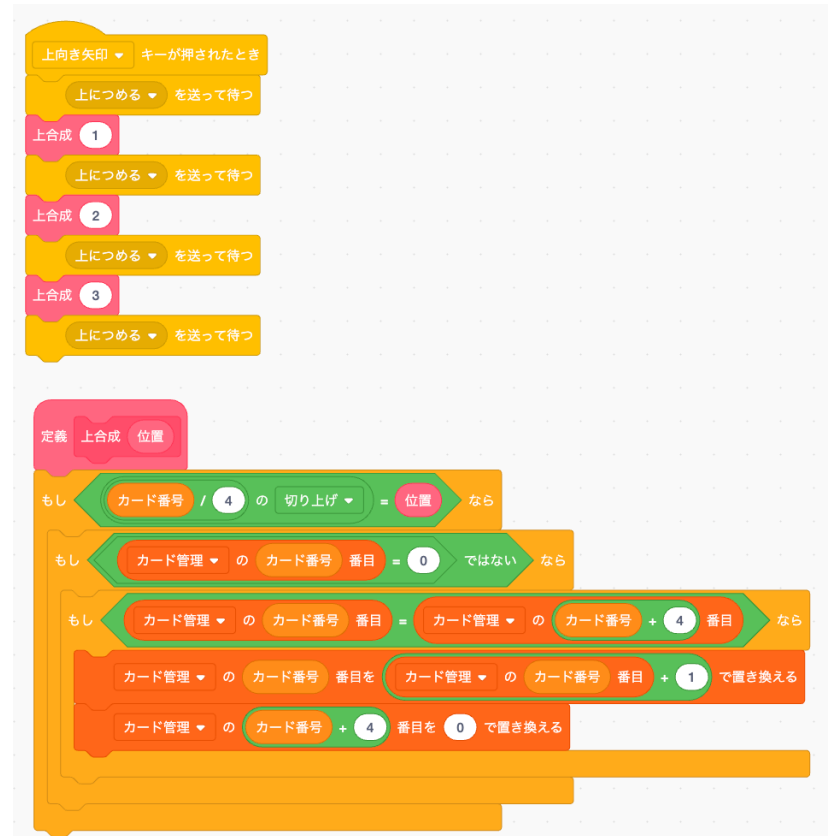 上向き矢印 キーが押されたとき
上につめる を送って待つ
上合成 1
上につめる を送って待つ
上合成 2
上につめる を送って待つ
上合成 3
上につめる を送って待つ
定義 上合成 位置
もし カード番号 / 4 の 切り上げ = 位置 なら
もし カード管理 の カード番号 番目 = 0 ではない なら
もし カード管理 の カード番号 番目 = カード管理 の カード番号 + 4 番目 なら
カード管理 の カード番号 番目を カード管理 の カード番号 番目 + 1 で置き換える
カード管理 の カード番号 + 4 番目を 0 で置き換える